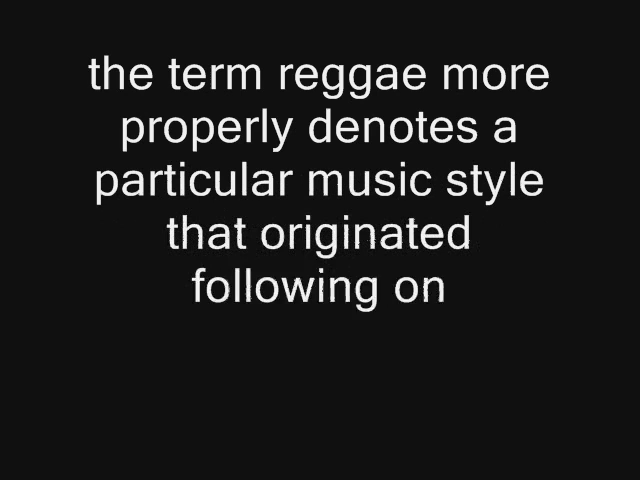 the term reggae more
properly denotes a
particular music style
that originated
following on